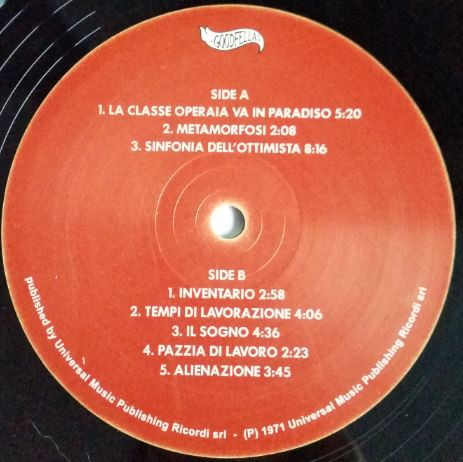 GOODFELLAS
SIDE A
1. LA CLASSE OPERAIA VA IN PARADISO 5:20
2. METAMORFOSI 2:08
3. SINFONIA DELL'OTTIMISTA 8:16
SIDE B
1. INVENTARIO 2:58
2. TEMPI DI LAVORAZIONE 4:06
3. IL SOGNO 4:36
4. PAZZIA DI LAVORO 2:23
5. ALIENAZIONE 3:45
published by Universal Music Publishing Ricordi srl - (P) 1971 Universal Music Publishing Ricordi srl